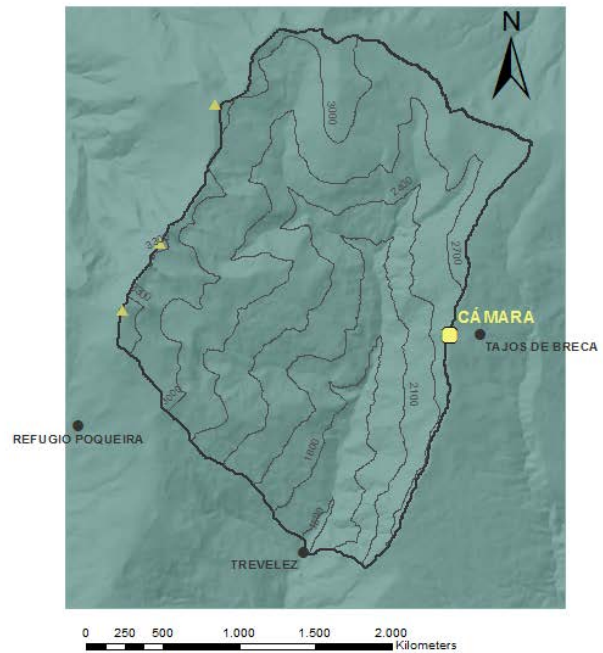 N
3000
2400
2700
CÁMARA
TAJOS DE BRECA
3000
2100
REFUGIO POQUEIRA
1800
TREVELEZ
0 250 500 1.000 1.500 2.000
Kilometers